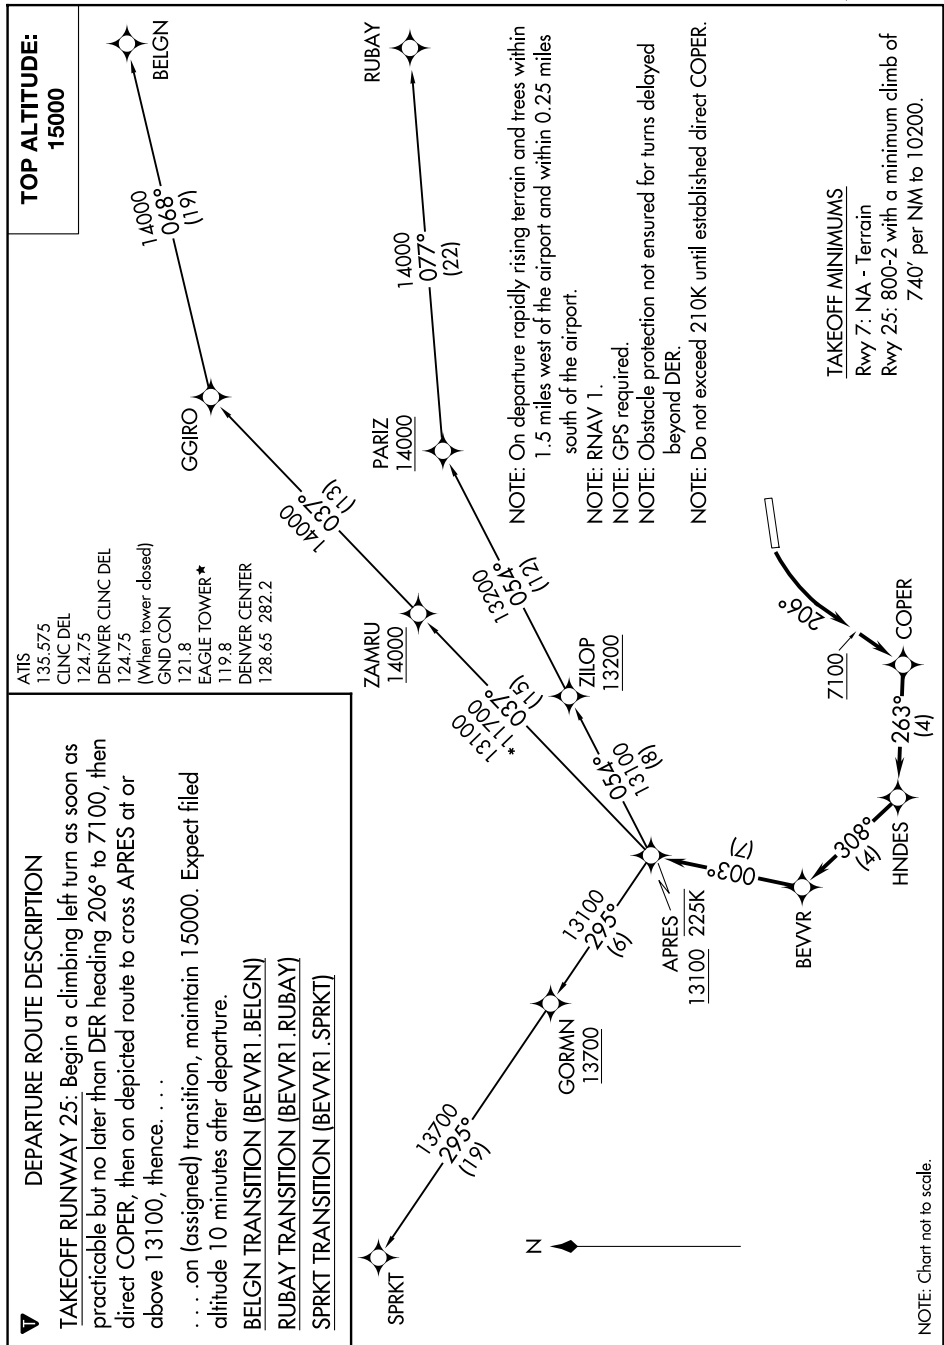 DEPARTURE ROUTE DESCRIPTION
TAKEOFF RUNWAY 25: Begin a climbing left turn as soon as
practicable but no later than DER heading 206° to 7100, then
direct COPER, then on depicted route to cross APRES at or
above 13100, thence. . . .
. . . .on (assigned) transition, maintain 15000. Expect filed
altitude 10 minutes after departure.
BELGN TRANSITION (BEVVR1.BELGN)
RUBAY TRANSITION (BEVVR1.RUBAY)
SPRKT TRANSITION (BEVVR1.SPRKT)
ATIS
135.575
CLNC DEL
124.75
DENVER CLNC DEL
124.75
(When tower closed)
GND CON
121.8
EAGLE TOWER★
119.8
DENVER CENTER
128.65 282.2
TOP ALTITUDE:
15000
BELGN
14000
068°
(19)
GGIRO
14000
037°
(13)
ZAMRU
14000
13100
*11700
037°
(15)
RUBAY
14000
077°
(22)
PARIZ
14000
13200
054°
(12)
ZILOP
13200
054°
13100
(8)
SPRKT
13700
295°
(19)
GORMN
13700
13100
295°
(6)
APRES
13100 225K
003°
(7)
BEVVR
308°
(4)
HNDES
263°
(4)
COPER
7100
206°
N
NOTE: On departure rapidly rising terrain and trees within
1.5 miles west of the airport and within 0.25 miles
south of the airport.
NOTE: RNAV 1.
NOTE: GPS required.
NOTE: Obstacle protection not ensured for turns delayed
beyond DER.
NOTE: Do not exceed 210K until established direct COPER.
TAKEOFF MINIMUMS
Rwy 7: NA - Terrain
Rwy 25: 800-2 with a minimum climb of
740' per NM to 10200.
NOTE: Chart not to scale.
T